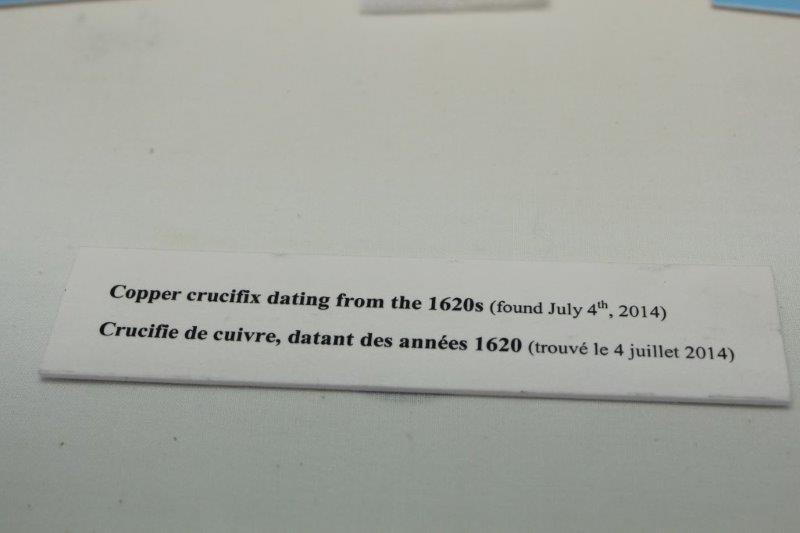 Copper crucifix dating from the 1620s (found July 4th, 2014)
Crucifie de cuivre, datant des années 1620 (trouvé le 4 juillet 2014)